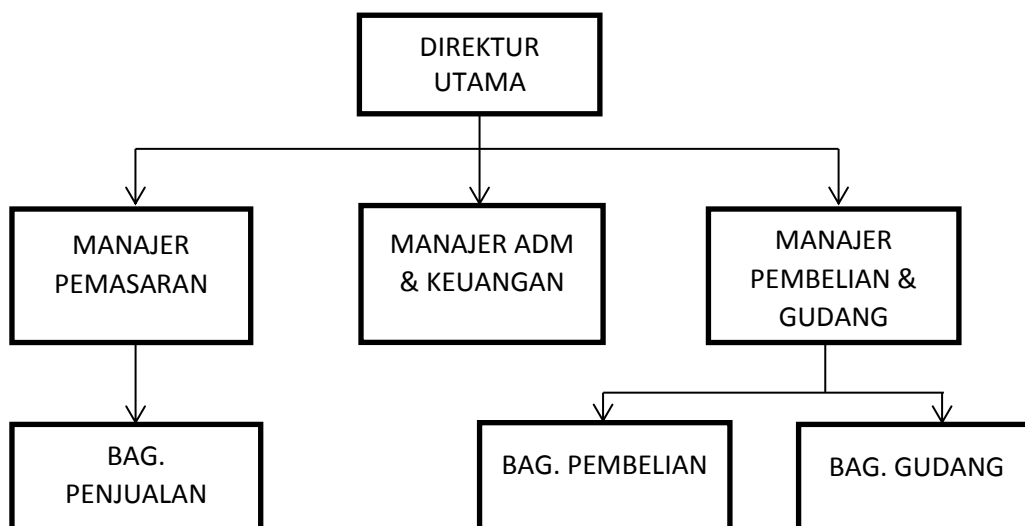 DIREKTUR
UTAMA
MANAJER
PEMASARAN
MANAJER ADM
& KEUANGAN
MANAJER
PEMBELIAN &
GUDANG
BAG.
PENJUALAN
BAG. PEMBELIAN
BAG. GUDANG